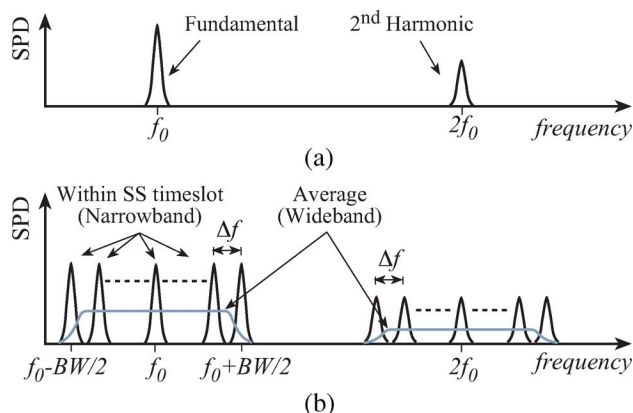 SPD
Fundamental
2nd Harmonic
f0
2f0
frequency
(a)
SPD
Within SS timeslot
(Narrowband)
Average
(Wideband)
Δf
Δf
f0-BW/2
f0
f0+BW/2
2f0
frequency
(b)